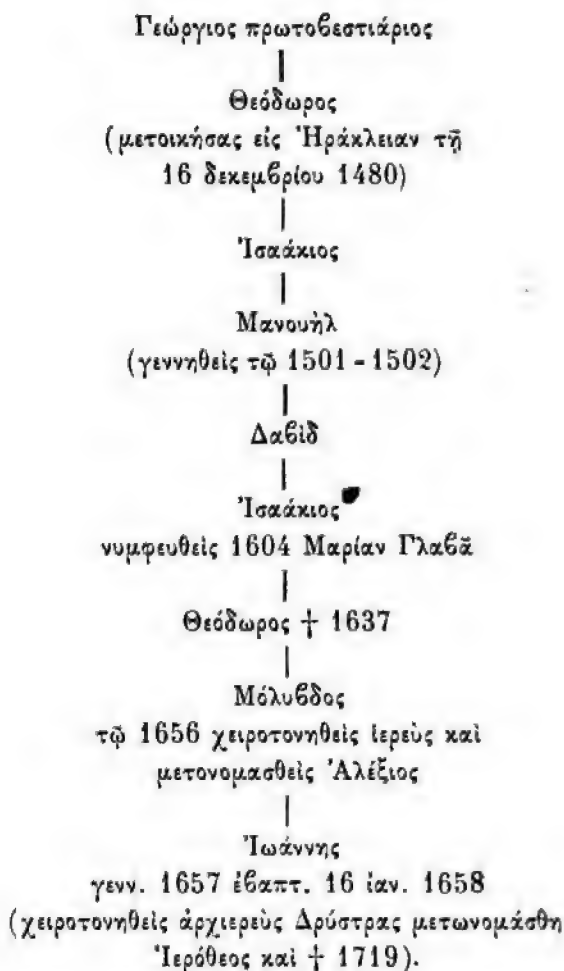 Γεώργιος πρωτοβεστιάριος
Θεόδωρος
(μετοικήσας εἰς Ἡράκλειαν τῇ
16 δεκεμβρίου 1480)
Ἰσαάκιος
Μανουὴλ
(γεννηθεὶς τῷ 1501 - 1502)
Δαβὶδ
Ἰσαάκιος
νυμφευθεὶς 1604 Μαρίαν Γλαβᾶ
Θεόδωρος † 1637
Μόλυβδος
τῷ 1656 χειροτονηθεὶς ἱερεὺς καὶ
μετονομασθεὶς Ἀλέξιος
Ἰωάννης
γενν. 1657 ἐβαπτ. 16 ἰαν. 1658
(χειροτονηθεὶς ἀρχιερεὺς Δρύστρας μετωνομάσθη
Ἱερόθεος καὶ † 1719).